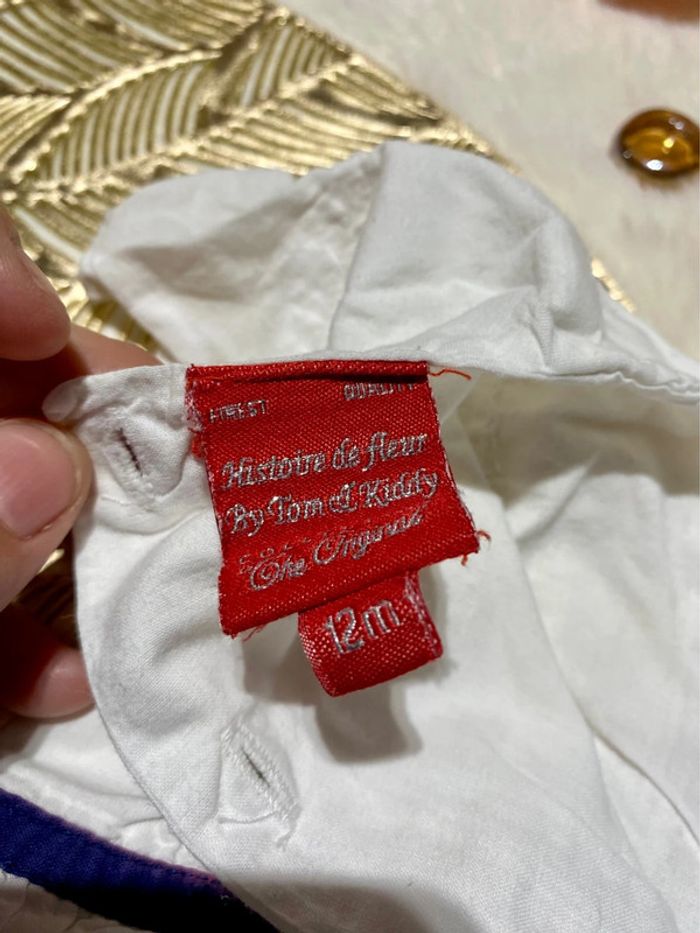 FINEST QUALITY
Histoire de fleur
By Tom & Kiddy
The Original
12m